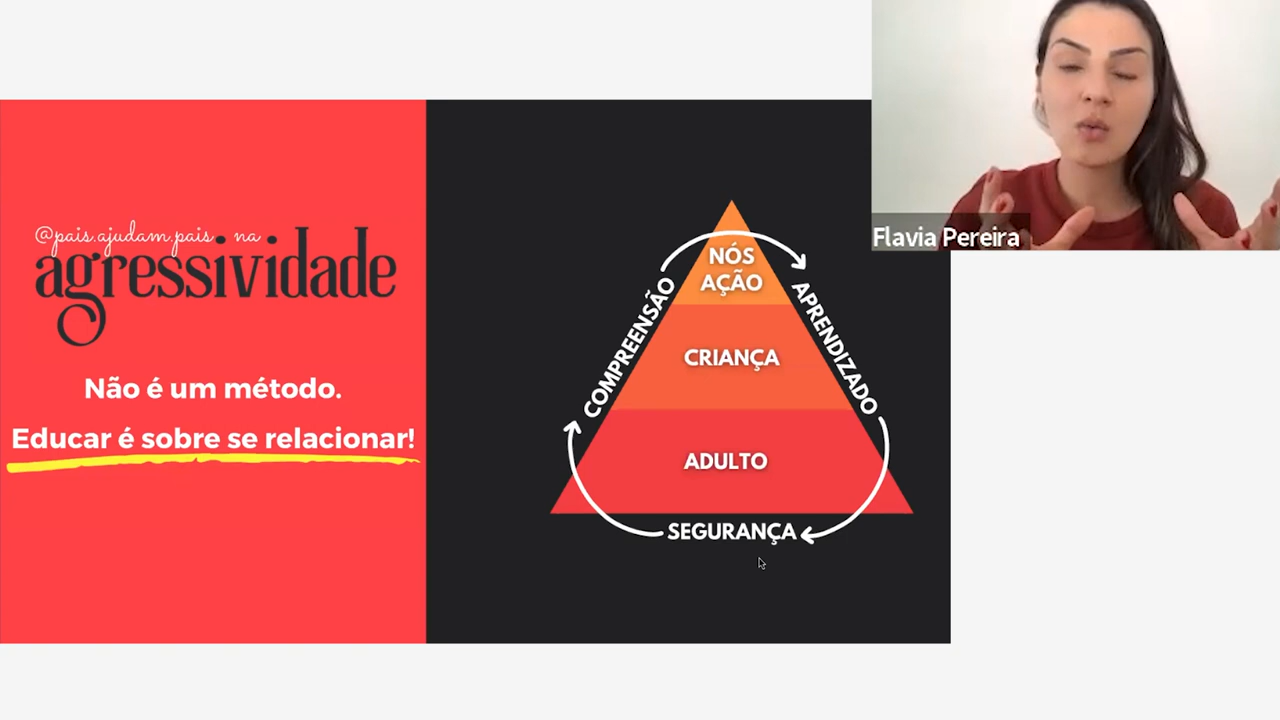 @pais.ajudam.pais na
agressividade
Não é um método.
Educar é sobre se relacionar!
NÓS
AÇÃO
COMPREENSÃO
APRENDIZADO
CRIANÇA
ADULTO
SEGURANÇA
Flavia Pereira